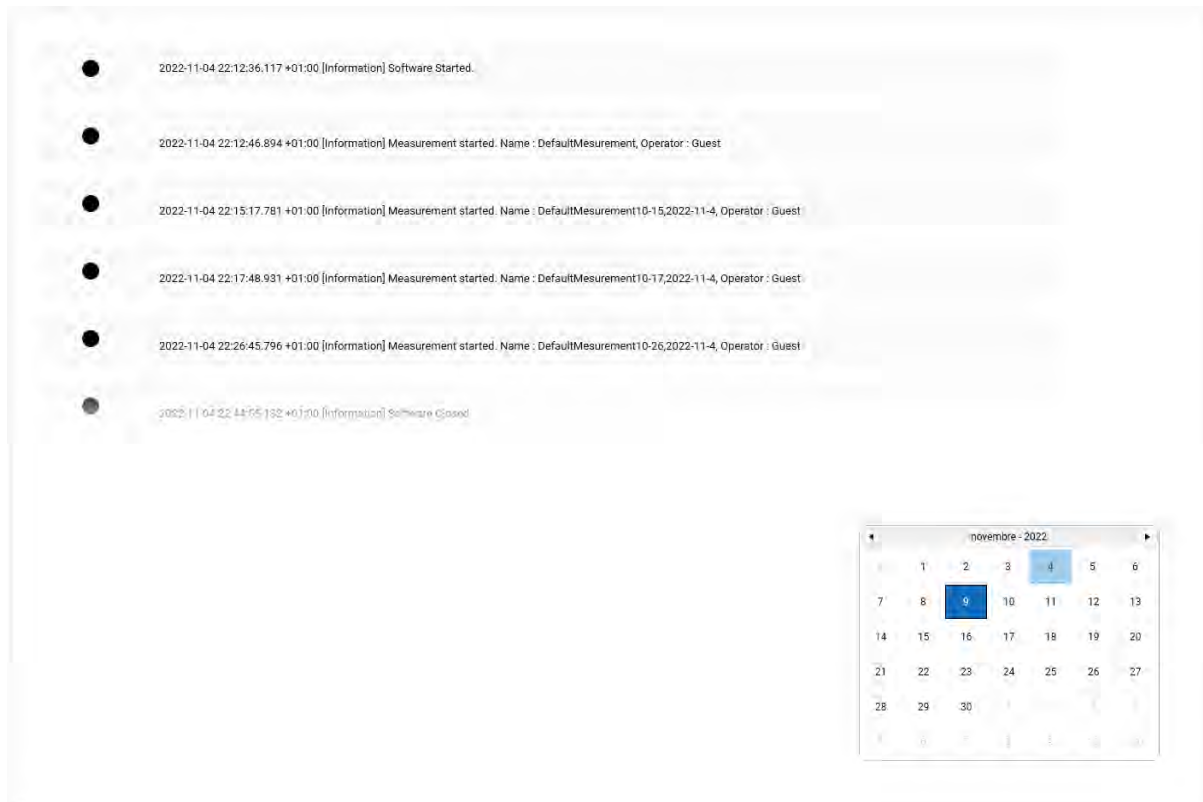 2022-11-04 22:12:36.117 +01:00 [Information] Software Started.
2022-11-04 22:12:46.894 +01:00 [Information] Measurement started. Name : DefaultMesurement, Operator : Guest
2022-11-04 22:15:17.781 +01:00 [Information] Measurement started. Name : DefaultMesurement10-15,2022-11-4, Operator : Guest
2022-11-04 22:17:48.931 +01:00 [Information] Measurement started. Name : DefaultMesurement10-17,2022-11-4, Operator : Guest
2022-11-04 22:26:45.796 +01:00 [Information] Measurement started. Name : DefaultMesurement10-26,2022-11-4, Operator : Guest
2022-11-04 +01:00 [Information] Software Closed
novembre - 2022
1 2 3 4 5 6
7 8 9 10 11 12 13
14 15 16 17 18 19 20
21 22 23 24 25 26 27
28 29 30